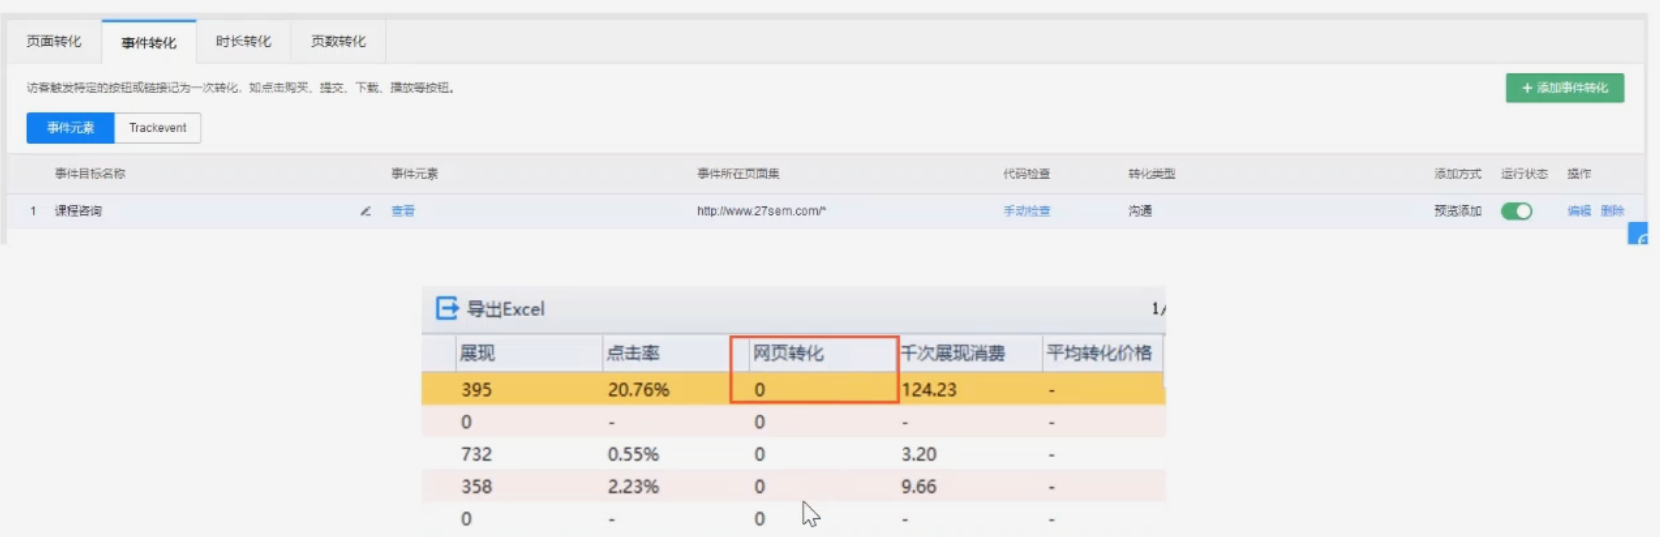 页面转化 事件转化 时长转化 页数转化
访客触发特定的按钮或链接记为一次转化，如点击购买、提交、下载、播放等按钮。
+ 添加事件转化
事件元素 Trackevent
事件目标名称 事件元素 事件所在页面集 代码检查 转化类型 添加方式 运行状态 操作
1 课程咨询 查看 http://www.27sem.com/* 手动检查 沟通 预览添加 编辑 删除
导出Excel 1/
展现 点击率 网页转化 千次展现消费 平均转化价格
395 20.76% 0 124.23 -
0 - 0 - -
732 0.55% 0 3.20 -
358 2.23% 0 9.66 -
0 - 0 - -